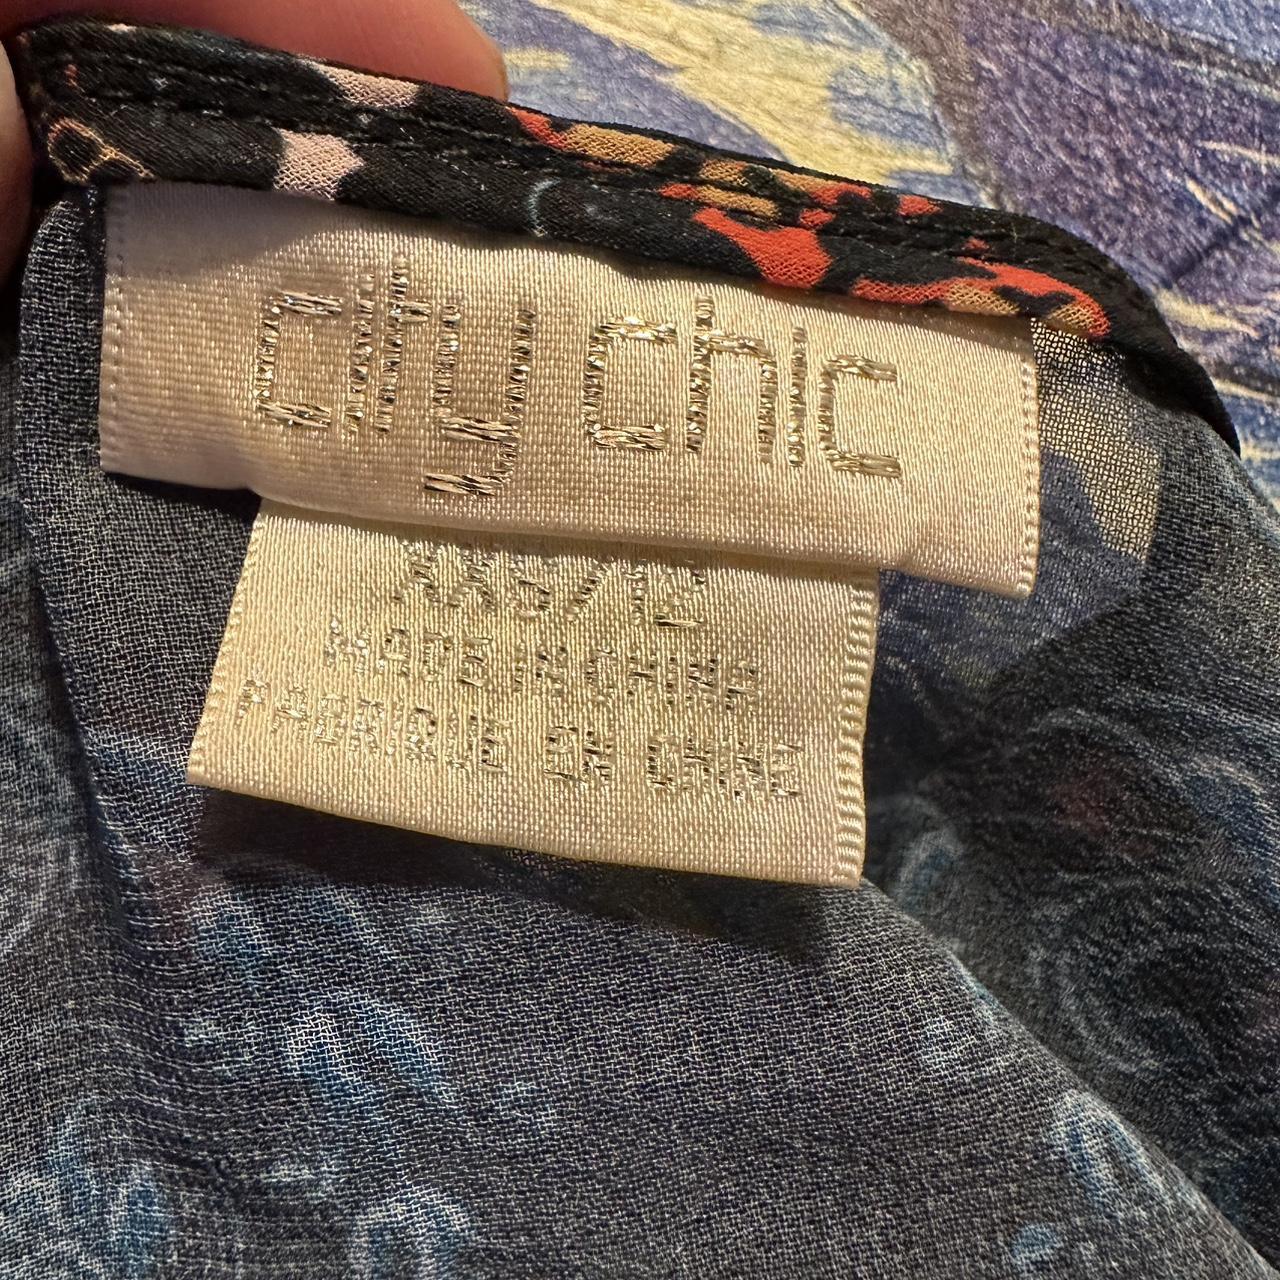 city chic
XXS/12
MADE IN CHINA
FABRIQUE EN CHINE